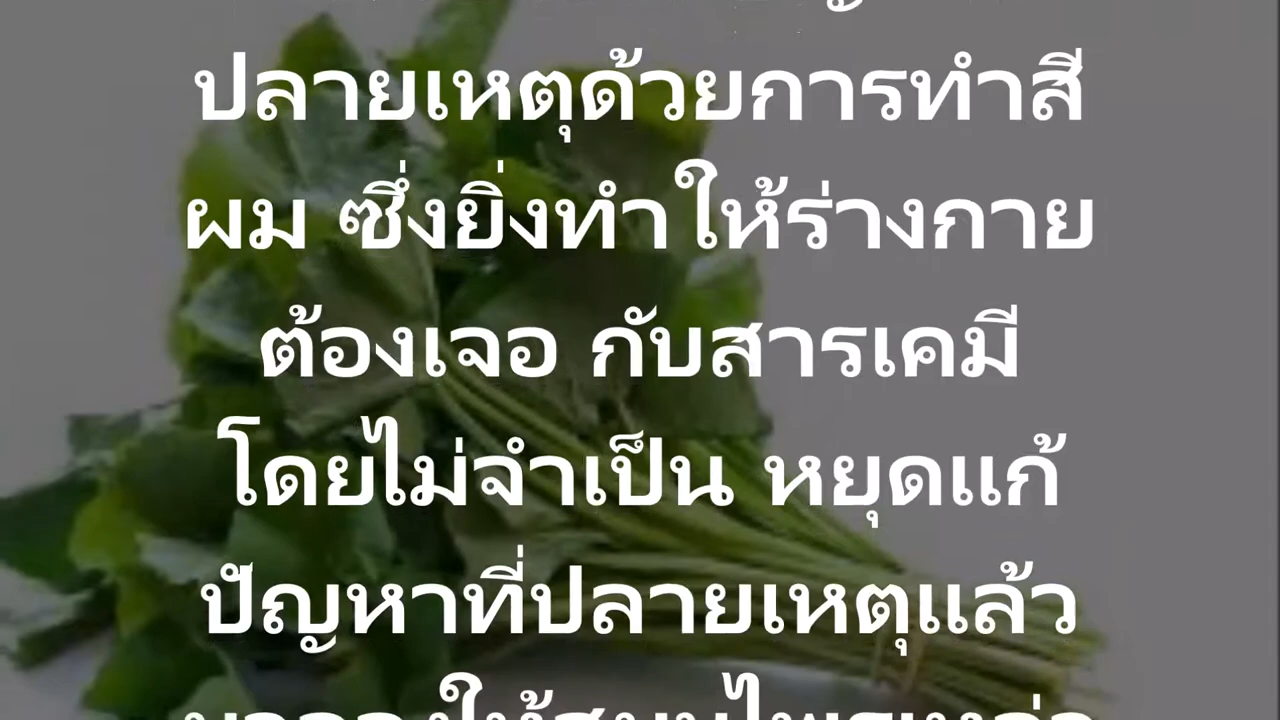 ปลายเหตุด้วยการทำสี
ผม ซึ่งยิ่งทำให้ร่างกาย
ต้องเจอ กับสารเคมี
โดยไม่จำเป็น หยุดแก้
ปัญหาที่ปลายเหตุแล้ว